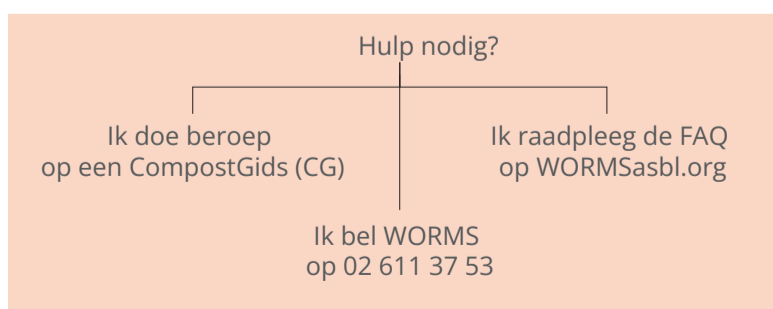 Hulp nodig?
Ik doe beroep
op een CompostGids (CG)
Ik raadpleeg de FAQ
op WORMSasbl.org
Ik bel WORMS
op 02 611 37 53